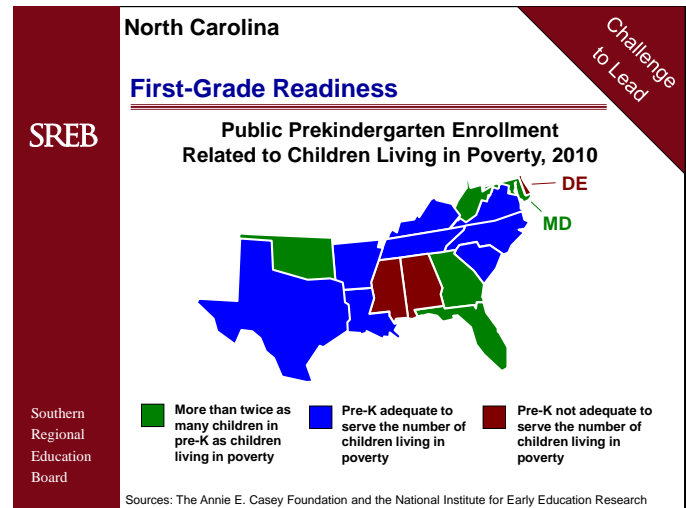 North Carolina
Challenge
to Lead
First-Grade Readiness
SREB
Public Prekindergarten Enrollment
Related to Children Living in Poverty, 2010
DE
MD
More than twice as
many children in
pre-K as children
living in poverty
Pre-K adequate to
serve the number of
children living in
poverty
Pre-K not adequate to
serve the number of
children living in
poverty
Southern
Regional
Education
Board
Sources: The Annie E. Casey Foundation and the National Institute for Early Education Research